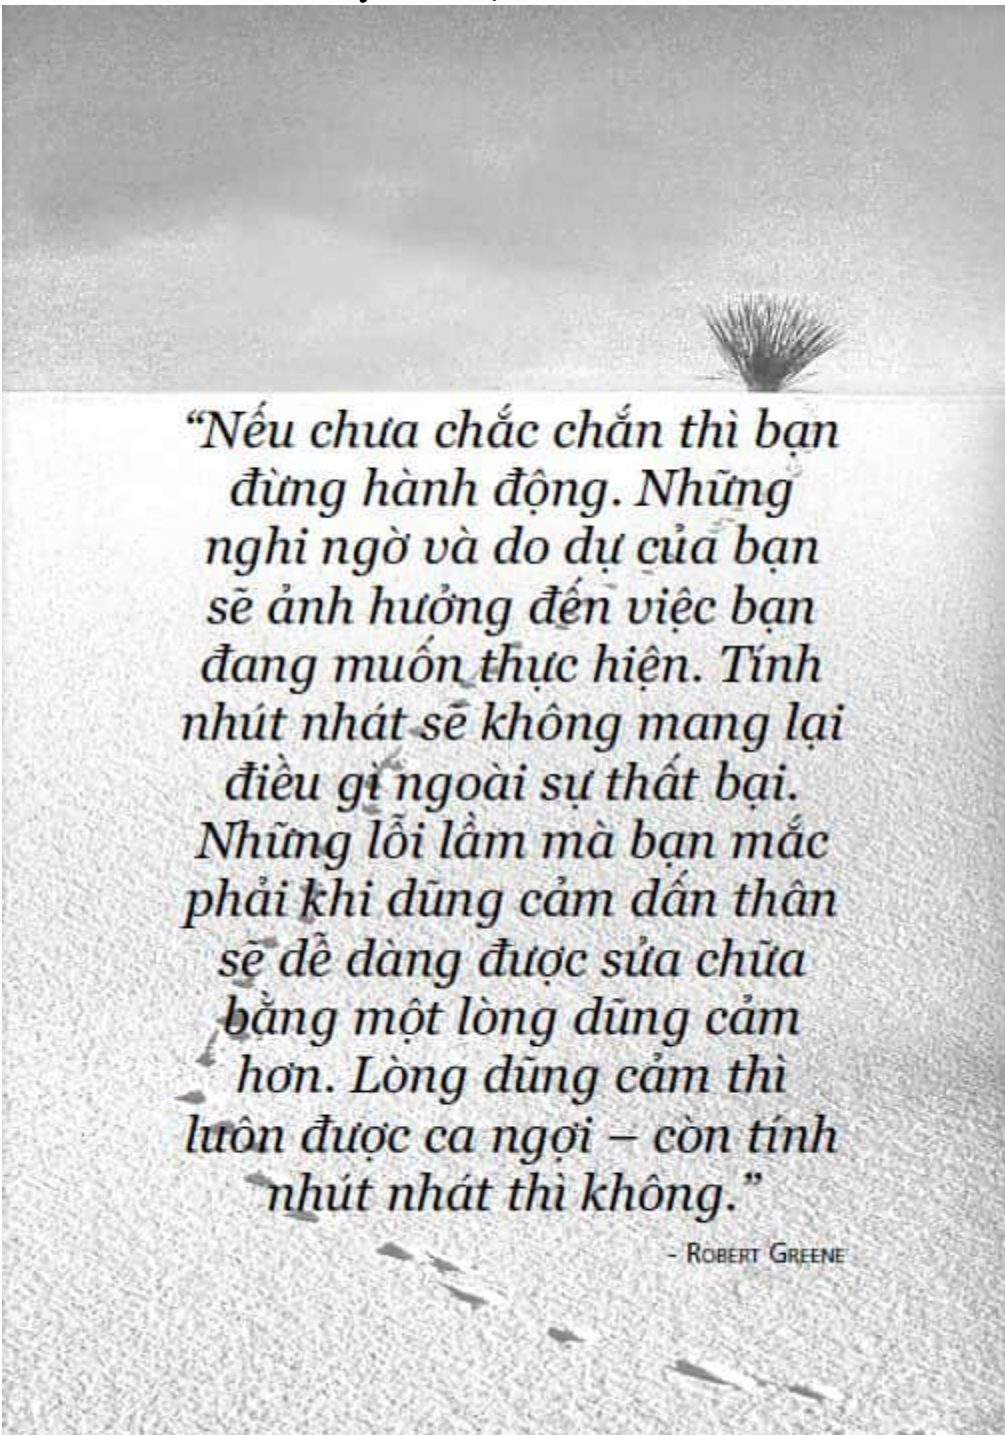 “Nếu chưa chắc chắn thì bạn
đừng hành động. Những
nghi ngờ và do dự của bạn
sẽ ảnh hưởng đến việc bạn
đang muốn thực hiện. Tính
nhút nhát sẽ không mang lại
điều gì ngoài sự thất bại.
Những lỗi lầm mà bạn mắc
phải khi dũng cảm dấn thân
sẽ dễ dàng được sửa chữa
bằng một lòng dũng cảm
hơn. Lòng dũng cảm thì
luôn được ca ngợi – còn tính
nhút nhát thì không.”
- ROBERT GREENE